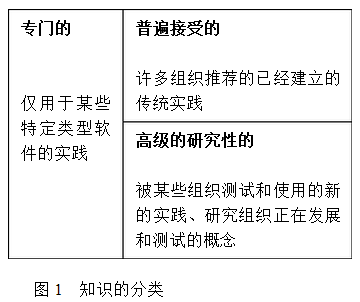 专门的
仅用于某些
特定类型软
件的实践
普遍接受的
许多组织推荐的已经建立的
传统实践
高级的研究性的
被某些组织测试和使用的新
的实践、研究组织正在发展
和测试的概念
图1 知识的分类